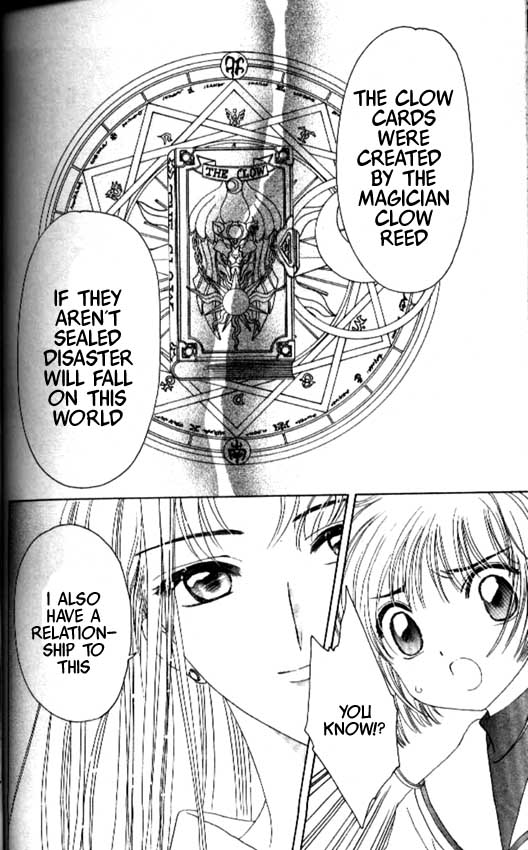 THE CLOW
CARDS
WERE
CREATED
BY THE
MAGICIAN
CLOW
REED
THE CLOW
IF THEY
AREN'T
SEALED
DISASTER
WILL FALL
ON THIS
WORLD
YOU
KNOW!?
I ALSO
HAVE A
RELATION-
SHIP TO
THIS